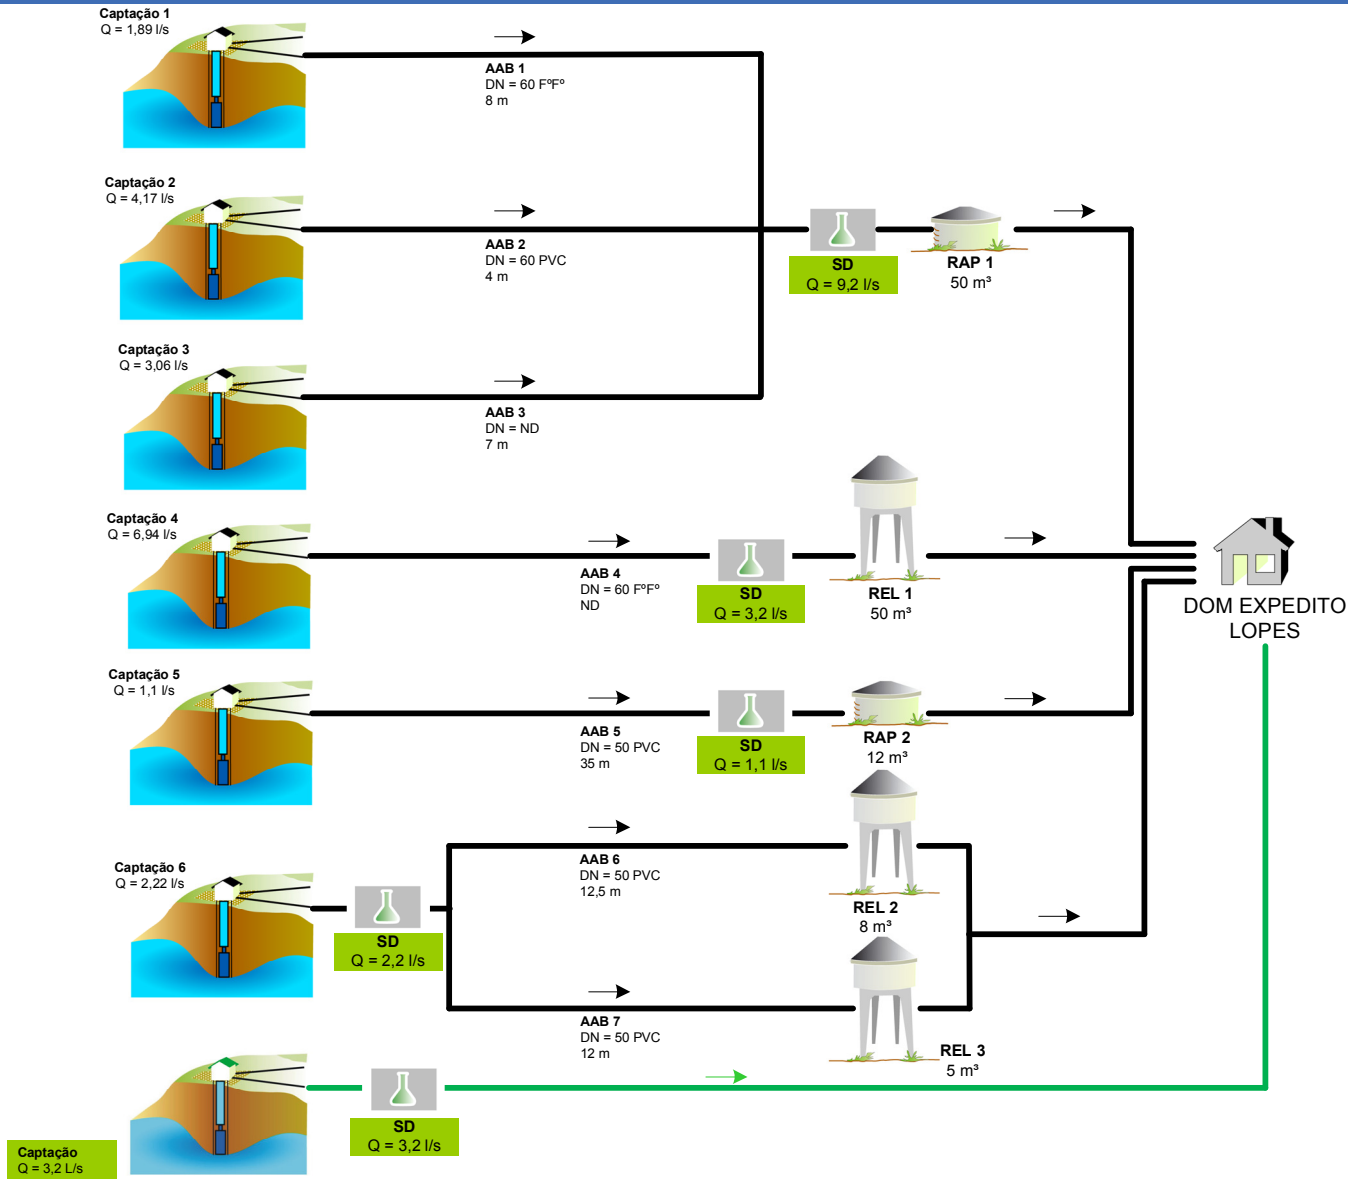 Captação 1
Q = 1,89 l/s
AAB 1
DN = 60 FºFº
8 m
Captação 2
Q = 4,17 l/s
AAB 2
DN = 60 PVC
4 m
SD
Q = 9,2 l/s
RAP 1
50 m³
Captação 3
Q = 3,06 l/s
AAB 3
DN = ND
7 m
Captação 4
Q = 6,94 l/s
AAB 4
DN = 60 FºFº
ND
SD
Q = 3,2 l/s
REL 1
50 m³
DOM EXPEDITO
LOPES
Captação 5
Q = 1,1 l/s
AAB 5
DN = 50 PVC
35 m
SD
Q = 1,1 l/s
RAP 2
12 m³
Captação 6
Q = 2,22 l/s
SD
Q = 2,2 l/s
AAB 6
DN = 50 PVC
12,5 m
REL 2
8 m³
AAB 7
DN = 50 PVC
12 m
REL 3
5 m³
SD
Q = 3,2 l/s
Captação
Q = 3,2 L/s